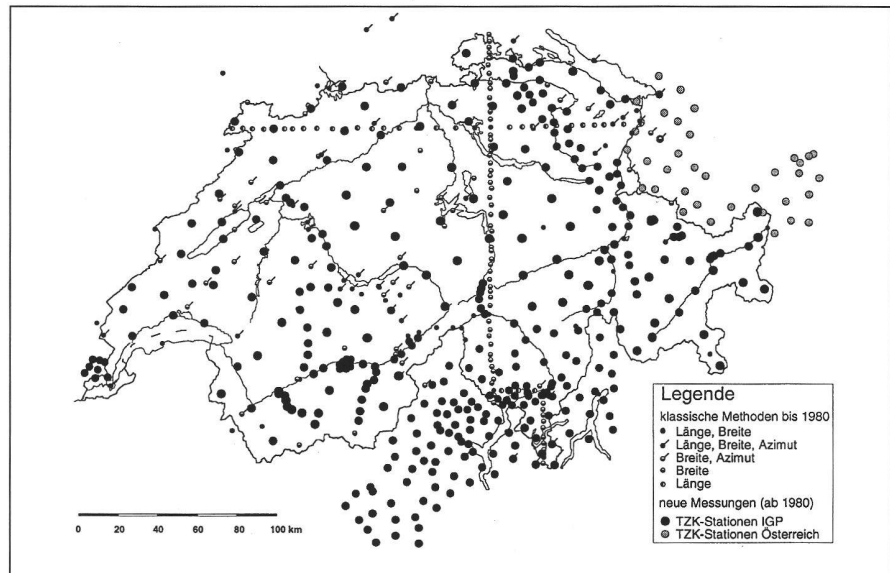 Legende
klassische Methoden bis 1980
Länge, Breite
Länge, Breite, Azimut
Breite, Azimut
Breite
Länge
neue Messungen (ab 1980)
TZK-Stationen IGP
TZK-Stationen Österreich
0 20 40 60 80 100 km